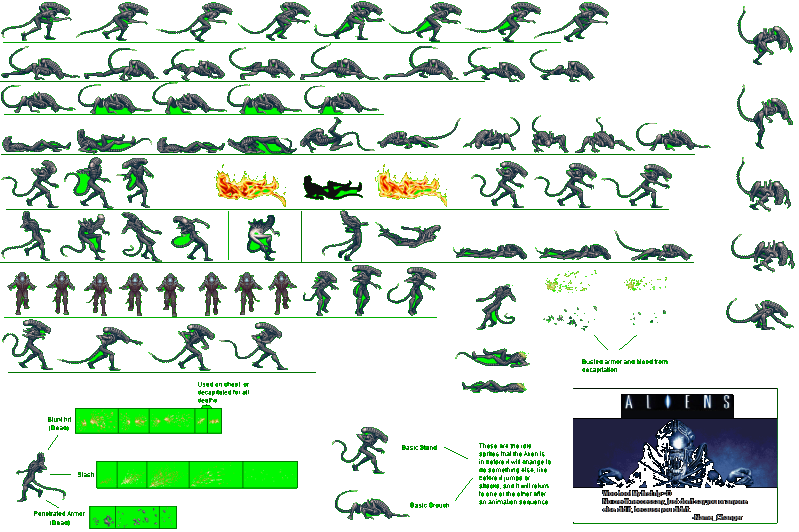 Busted armor and blood from
decapitation
Used on chest or
decapitated for all
deaths
Blunt hit
(Dead)
Slash
Penetrated Armor
(Dead)
Basic Stand
Basic Crouch
These are the idle
sprites that the Alien is
in before it will change to
do something else, like
before it jumps or
attacks, and it will return
to one or the other after
an animation sequence
ALIENS